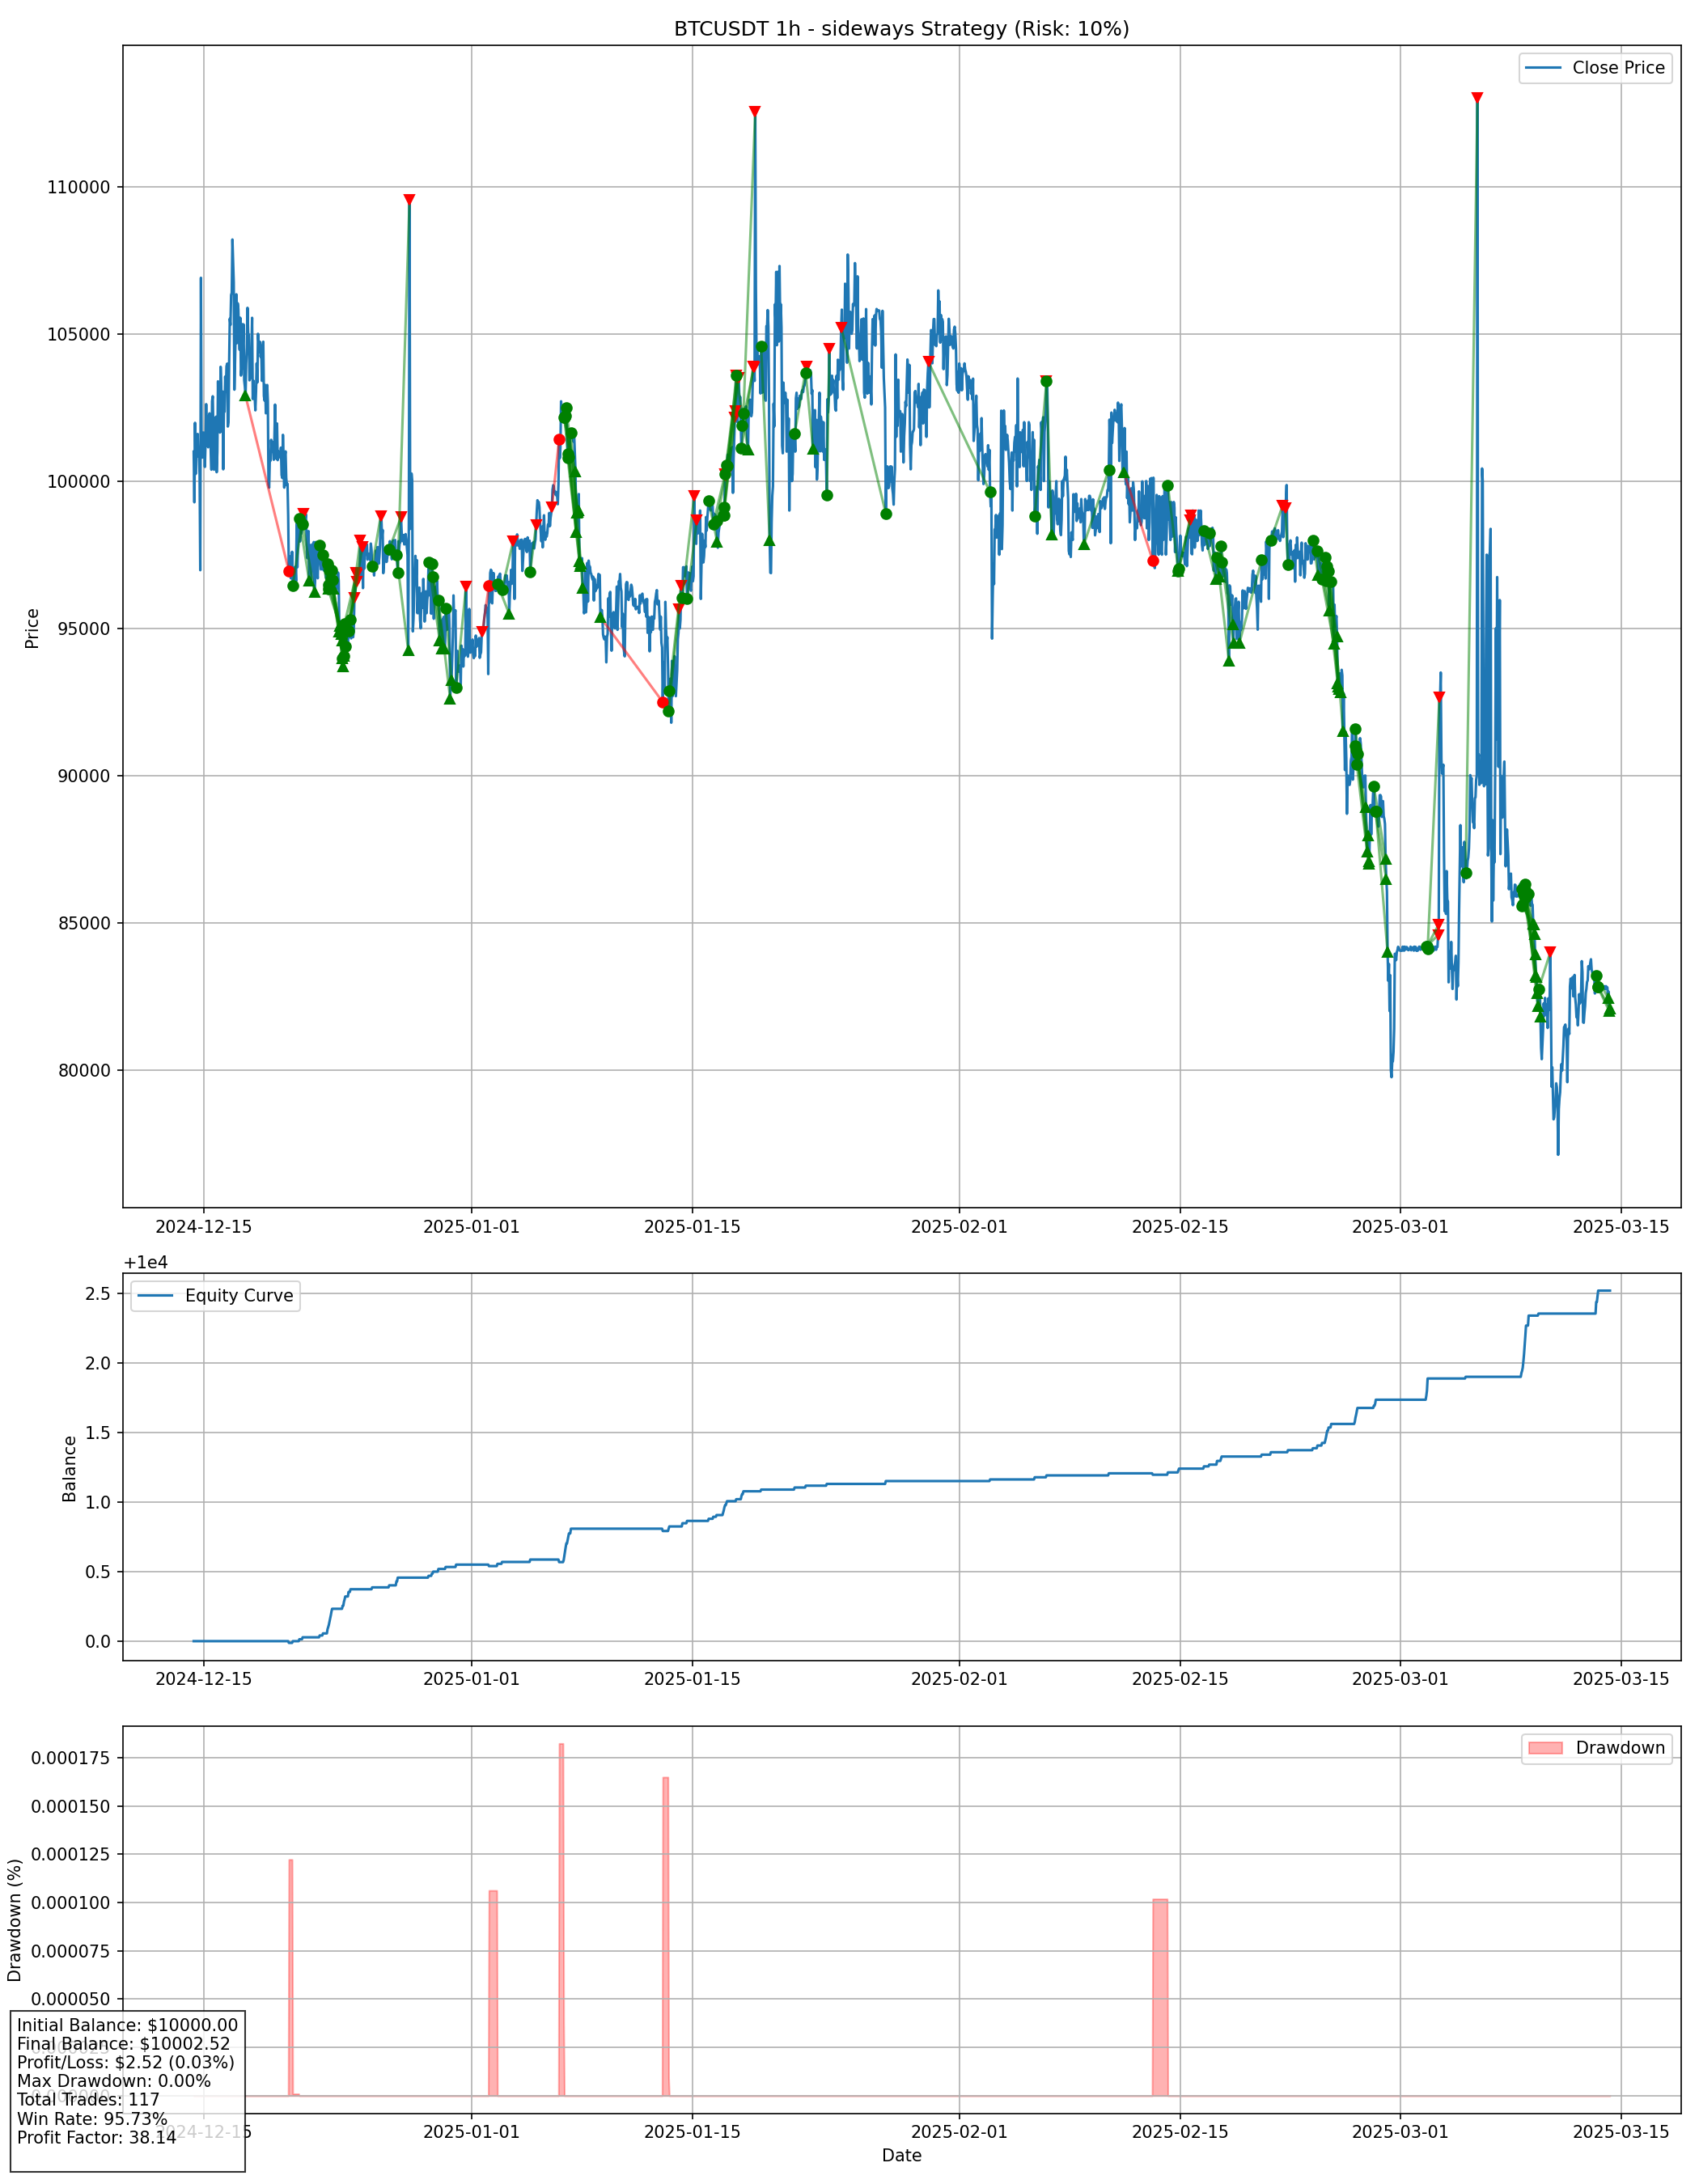 BTCUSDT 1h - sideways Strategy (Risk: 10%)
Close Price
Price
110000
105000
100000
95000
90000
85000
80000
2024-12-15
2025-01-01
2025-01-15
2025-02-01
2025-02-15
2025-03-01
2025-03-15
+1e4
Equity Curve
Balance
2.5
2.0
1.5
1.0
0.5
0.0
2024-12-15
2025-01-01
2025-01-15
2025-02-01
2025-02-15
2025-03-01
2025-03-15
Drawdown
Drawdown (%)
0.000175
0.000150
0.000125
0.000100
0.000075
0.000050
0.000025
0.000000
Initial Balance: $10000.00
Final Balance: $10002.52
Profit/Loss: $2.52 (0.03%)
Max Drawdown: 0.00%
Total Trades: 117
Win Rate: 95.73%
Profit Factor: 38.14
2024-12-15
2025-01-01
2025-01-15
2025-02-01
2025-02-15
2025-03-01
2025-03-15
Date